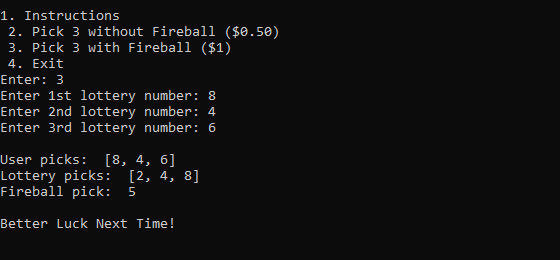 1. Instructions
2. Pick 3 without Fireball ($0.50)
3. Pick 3 with Fireball ($1)
4. Exit
Enter: 3
Enter 1st lottery number: 8
Enter 2nd lottery number: 4
Enter 3rd lottery number: 6
User picks:  [8, 4, 6]
Lottery picks:  [2, 4, 8]
Fireball pick:  5
Better Luck Next Time!